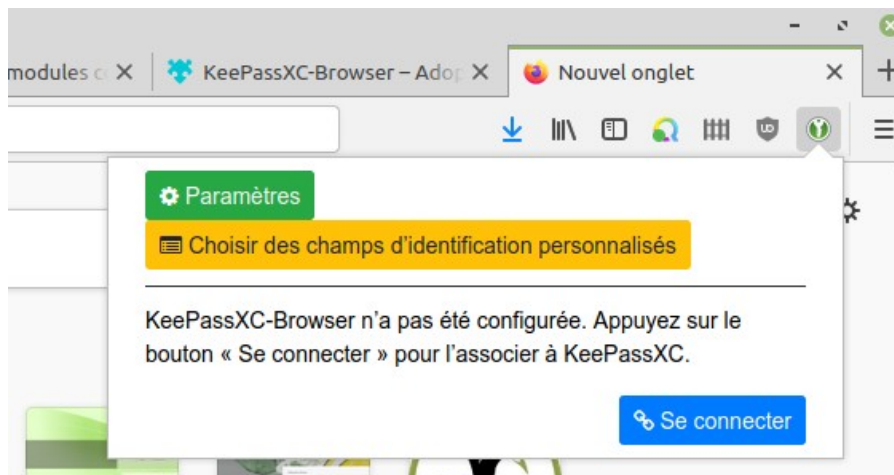 modules c
KeePassXC-Browser – Adop
Nouvel onglet
Paramètres
Choisir des champs d'identification personnalisés
KeePassXC-Browser n'a pas été configurée. Appuyez sur le
bouton « Se connecter » pour l'associer à KeePassXC.
Se connecter